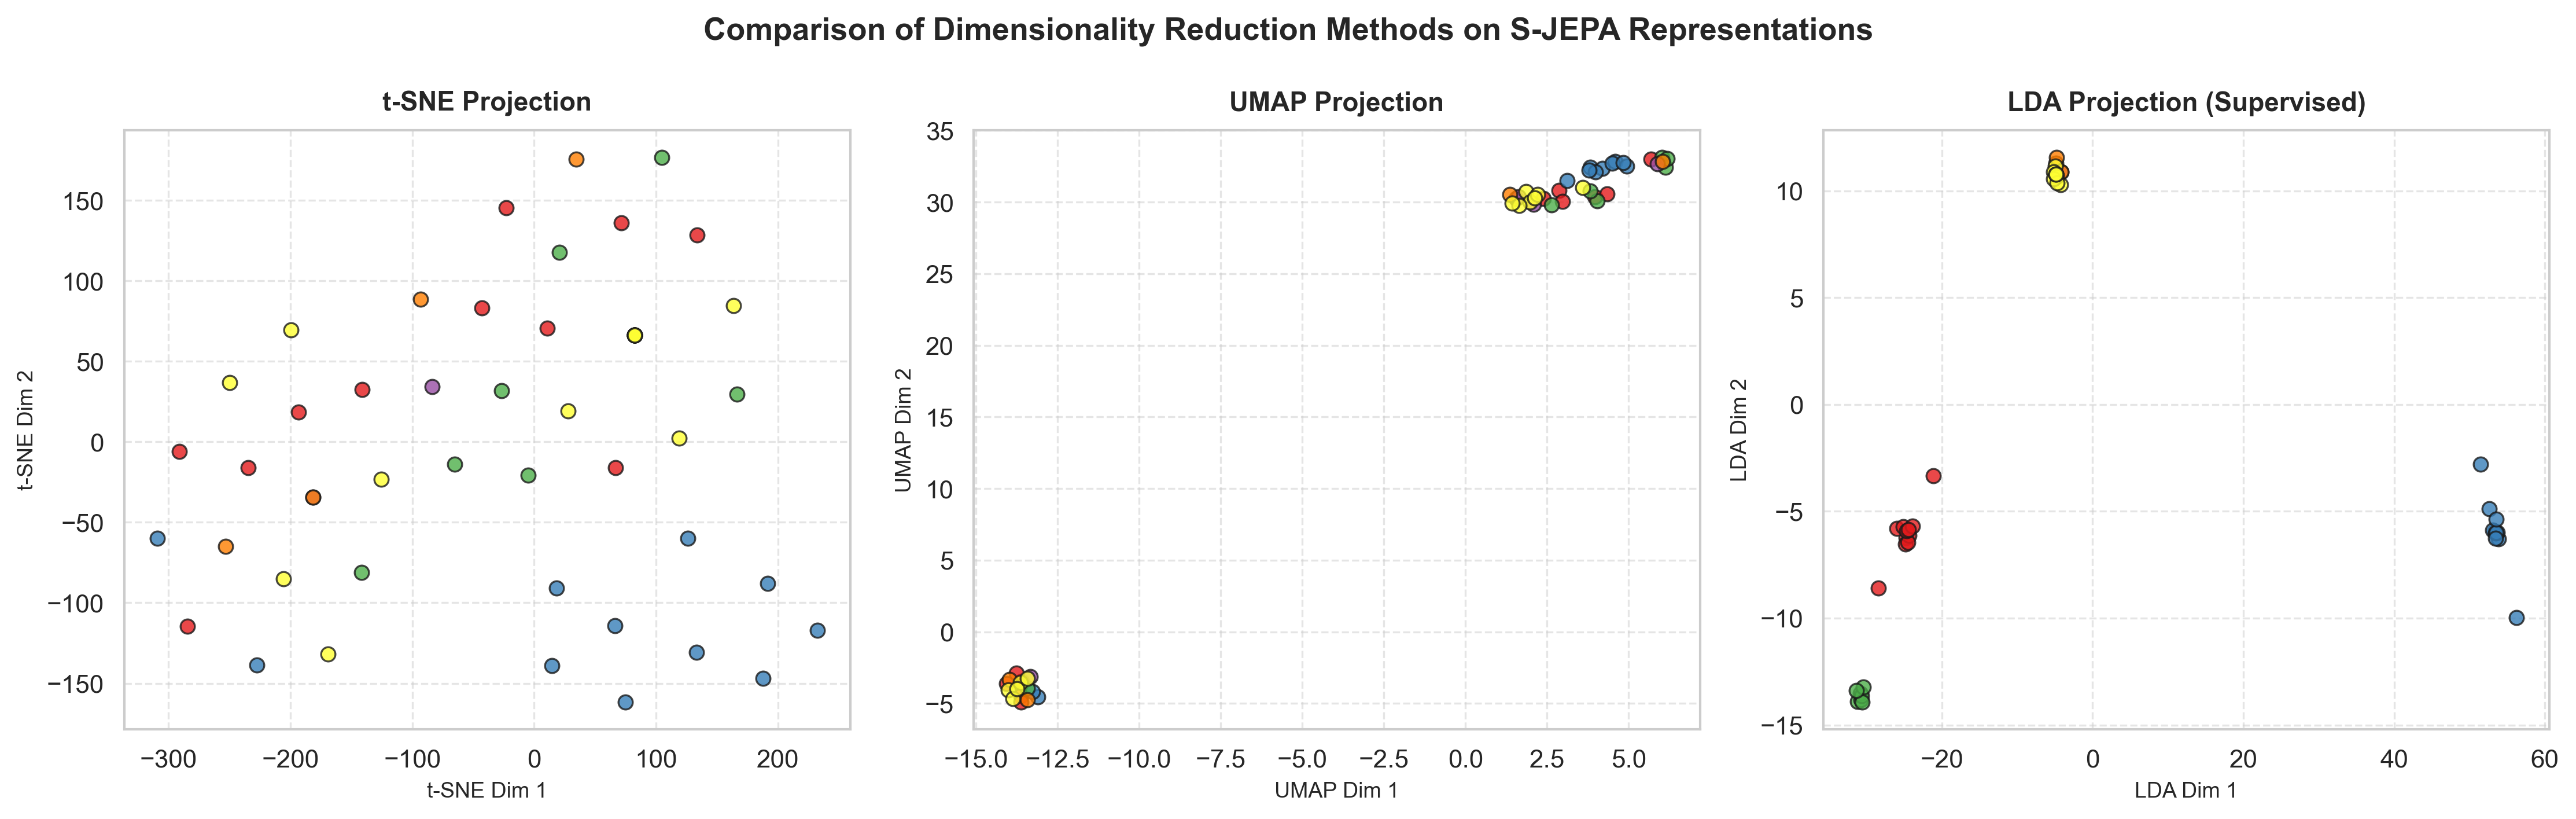 Comparison of Dimensionality Reduction Methods on S-JEPA Representations
t-SNE Projection
t-SNE Dim 2
150
100
50
0
−50
−100
−150
−300 −200 −100 0 100 200
t-SNE Dim 1
UMAP Projection
UMAP Dim 2
35
30
25
20
15
10
5
0
−5
−15.0 −12.5 −10.0 −7.5 −5.0 −2.5 0.0 2.5 5.0
UMAP Dim 1
LDA Projection (Supervised)
LDA Dim 2
10
5
0
−5
−10
−15
−20 0 20 40 60
LDA Dim 1